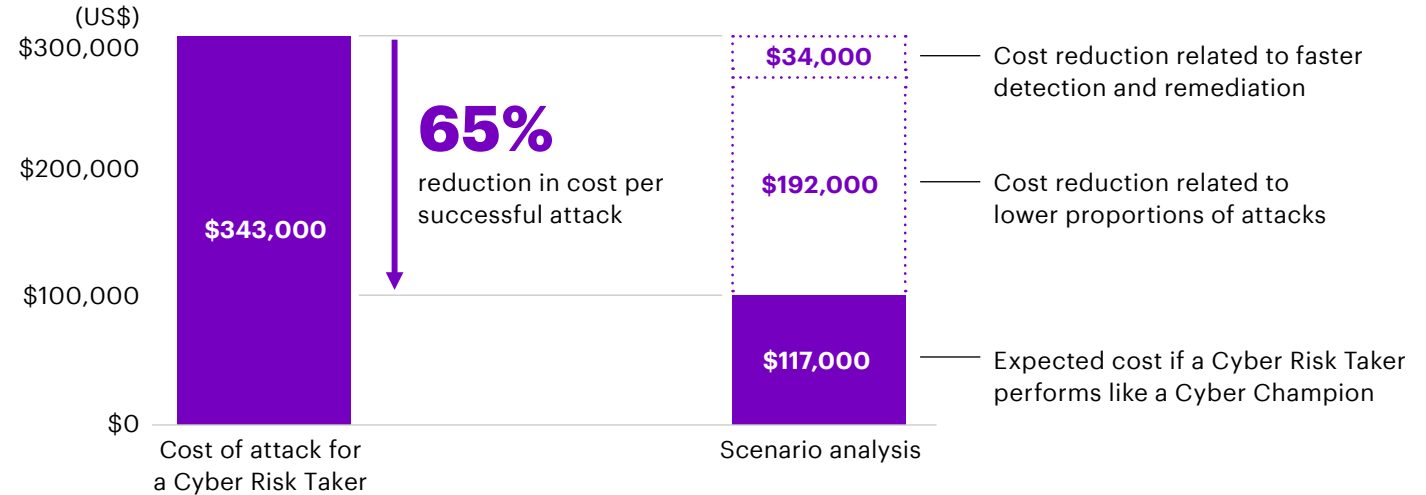 (US$)
$300,000
$200,000
$100,000
$0
$343,000
Cost of attack for
a Cyber Risk Taker
65%
reduction in cost per
successful attack
$34,000
$192,000
$117,000
Scenario analysis
Cost reduction related to faster
detection and remediation
Cost reduction related to
lower proportions of attacks
Expected cost if a Cyber Risk Taker
performs like a Cyber Champion